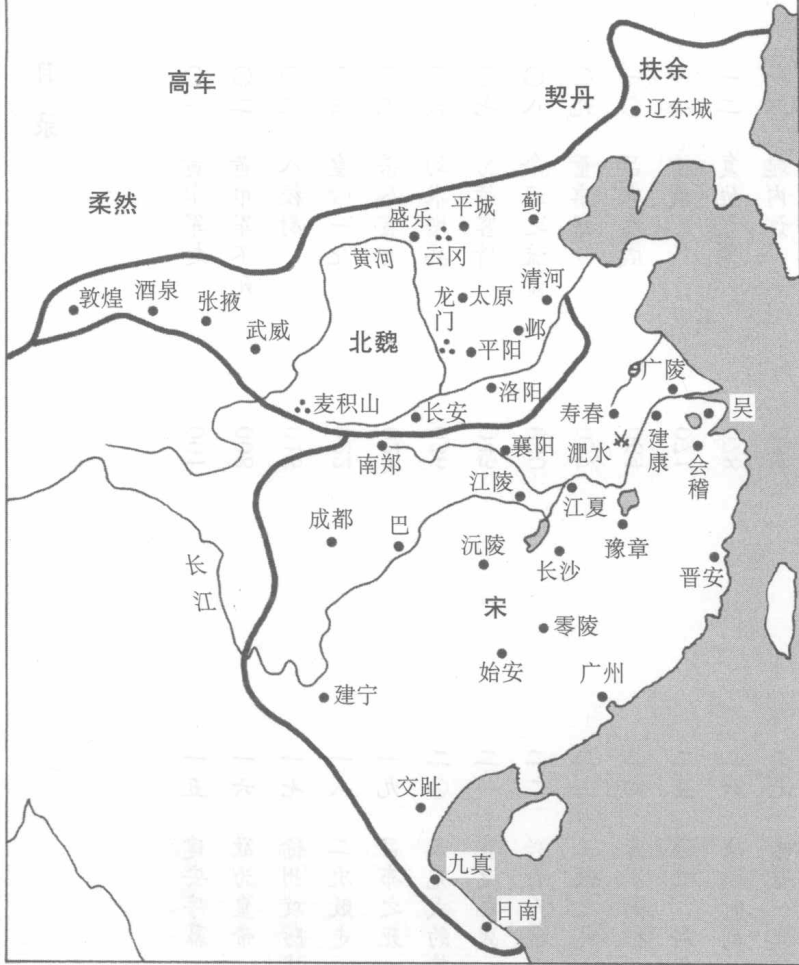 高车
扶余
契丹
辽东城
柔然
盛乐
平城
蓟
黄河
云冈
敦煌
酒泉
张掖
武威
龙门
太原
清河
北魏
邺
平阳
麦积山
长安
洛阳
广陵
寿春
吴
南郑
襄阳
淝水
建康
会稽
江陵
江夏
成都
巴
沅陵
长沙
豫章
晋安
长江
宋
零陵
始安
建宁
广州
交趾
九真
日南